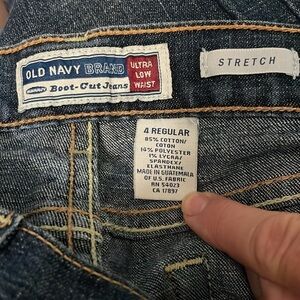 OLD NAVY BRAND
ULTRA
LOW
WAIST
Boot-Cut Jeans
STRETCH
4 REGULAR
85% COTTON/
COTON
14% POLYESTER
1% LYCRA/
SPANDEX/
ELASTHANE
MADE IN GUATEMALA
OF U.S. FABRIC
RN 54023
CA 17897